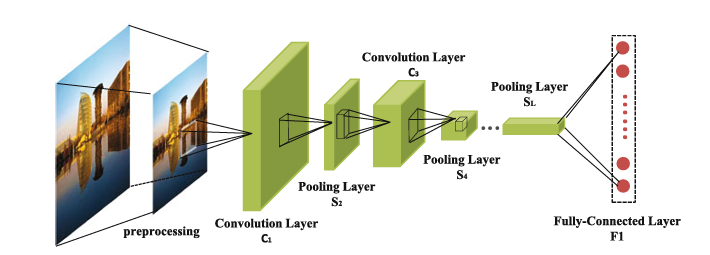 preprocessing
Convolution Layer
C₁
Pooling Layer
S₂
Convolution Layer
C₃
Pooling Layer
S₄
Pooling Layer
Sʟ
Fully-Connected Layer
F1